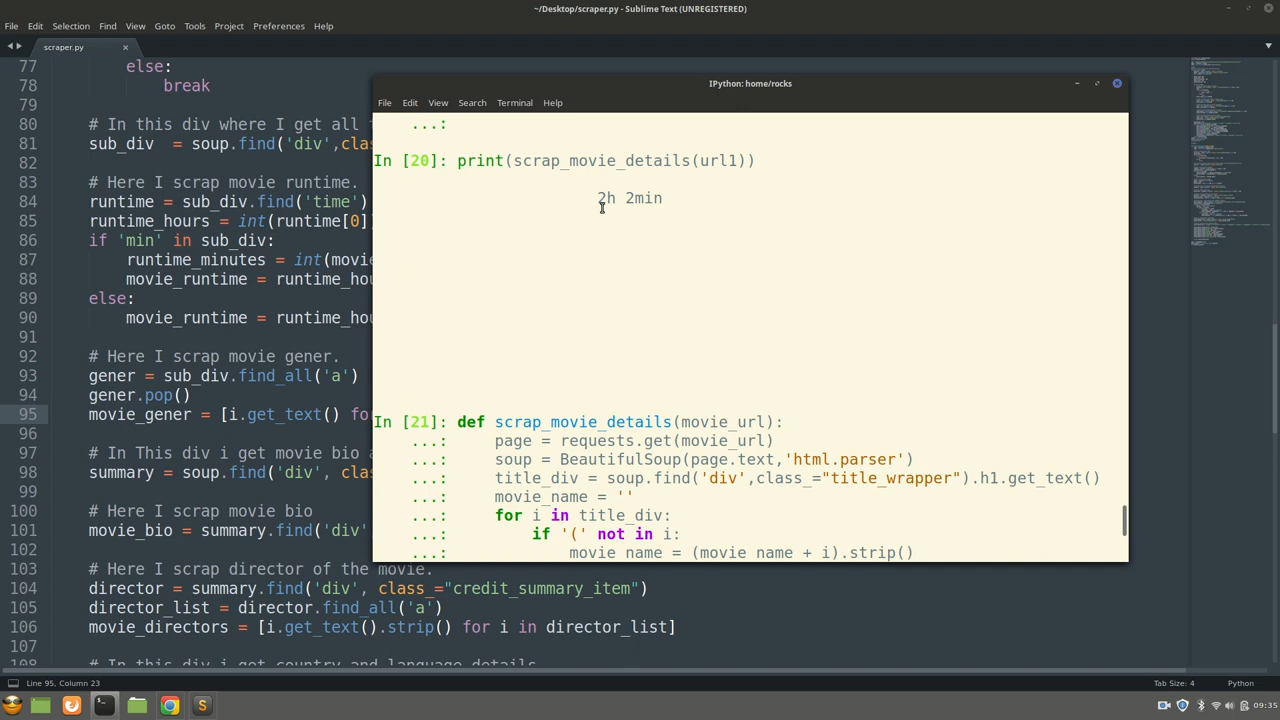 ~/Desktop/scraper.py - Sublime Text (UNREGISTERED)
File Edit Selection Find View Goto Tools Project Preferences Help
scraper.py
77 else:
78 break
79
80 # In this div where I get all
81 sub_div = soup.find('div',clas
82
83 # Here I scrap movie runtime.
84 runtime = sub_div.find('time')
85 runtime_hours = int(runtime[0]
86 if 'min' in sub_div:
87 runtime_minutes = int(movi
88 movie_runtime = runtime_hou
89 else:
90 movie_runtime = runtime_hou
91
92 # Here I scrap movie gener.
93 gener = sub_div.find_all('a')
94 gener.pop()
95 movie_gener = [i.get_text() fo
96
97 # In This div i get movie bio a
98 summary = soup.find('div', clas
99
100 # Here I scrap movie bio
101 movie_bio = summary.find('div'
102
103 # Here I scrap director of the movie.
104 director = summary.find('div', class_="credit_summary_item")
105 director_list = director.find_all('a')
106 movie_directors = [i.get_text().strip() for i in director_list]
107
108 # In this div i get country and language details
IPython: home/rocks
File Edit View Search Terminal Help
...:
In [20]: print(scrap_movie_details(url1))
2h 2min
In [21]: def scrap_movie_details(movie_url):
...: page = requests.get(movie_url)
...: soup = BeautifulSoup(page.text,'html.parser')
...: title_div = soup.find('div',class_="title_wrapper").h1.get_text()
...: movie_name = ''
...: for i in title_div:
...: if '(' not in i:
...: movie_name = (movie_name + i).strip()
Line 95, Column 23
Tab Size: 4 Python
09:35